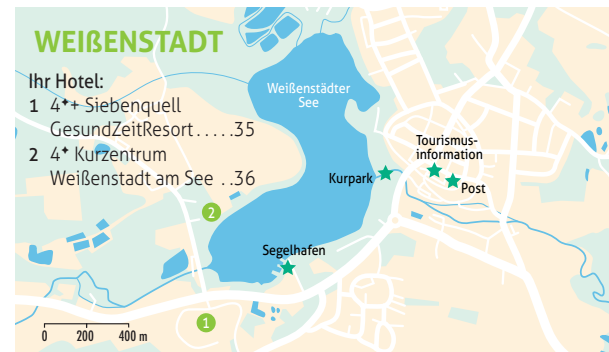 WEIßENSTADT
Ihr Hotel:
1 4✦+ Siebenquell
GesundZeitResort.....35
2 4✦ Kurzentrum
Weißenstadt am See ..36
Weißenstädter
See
Tourismus-
information
Kurpark
Post
Segelhafen
2
1
0 200 400 m